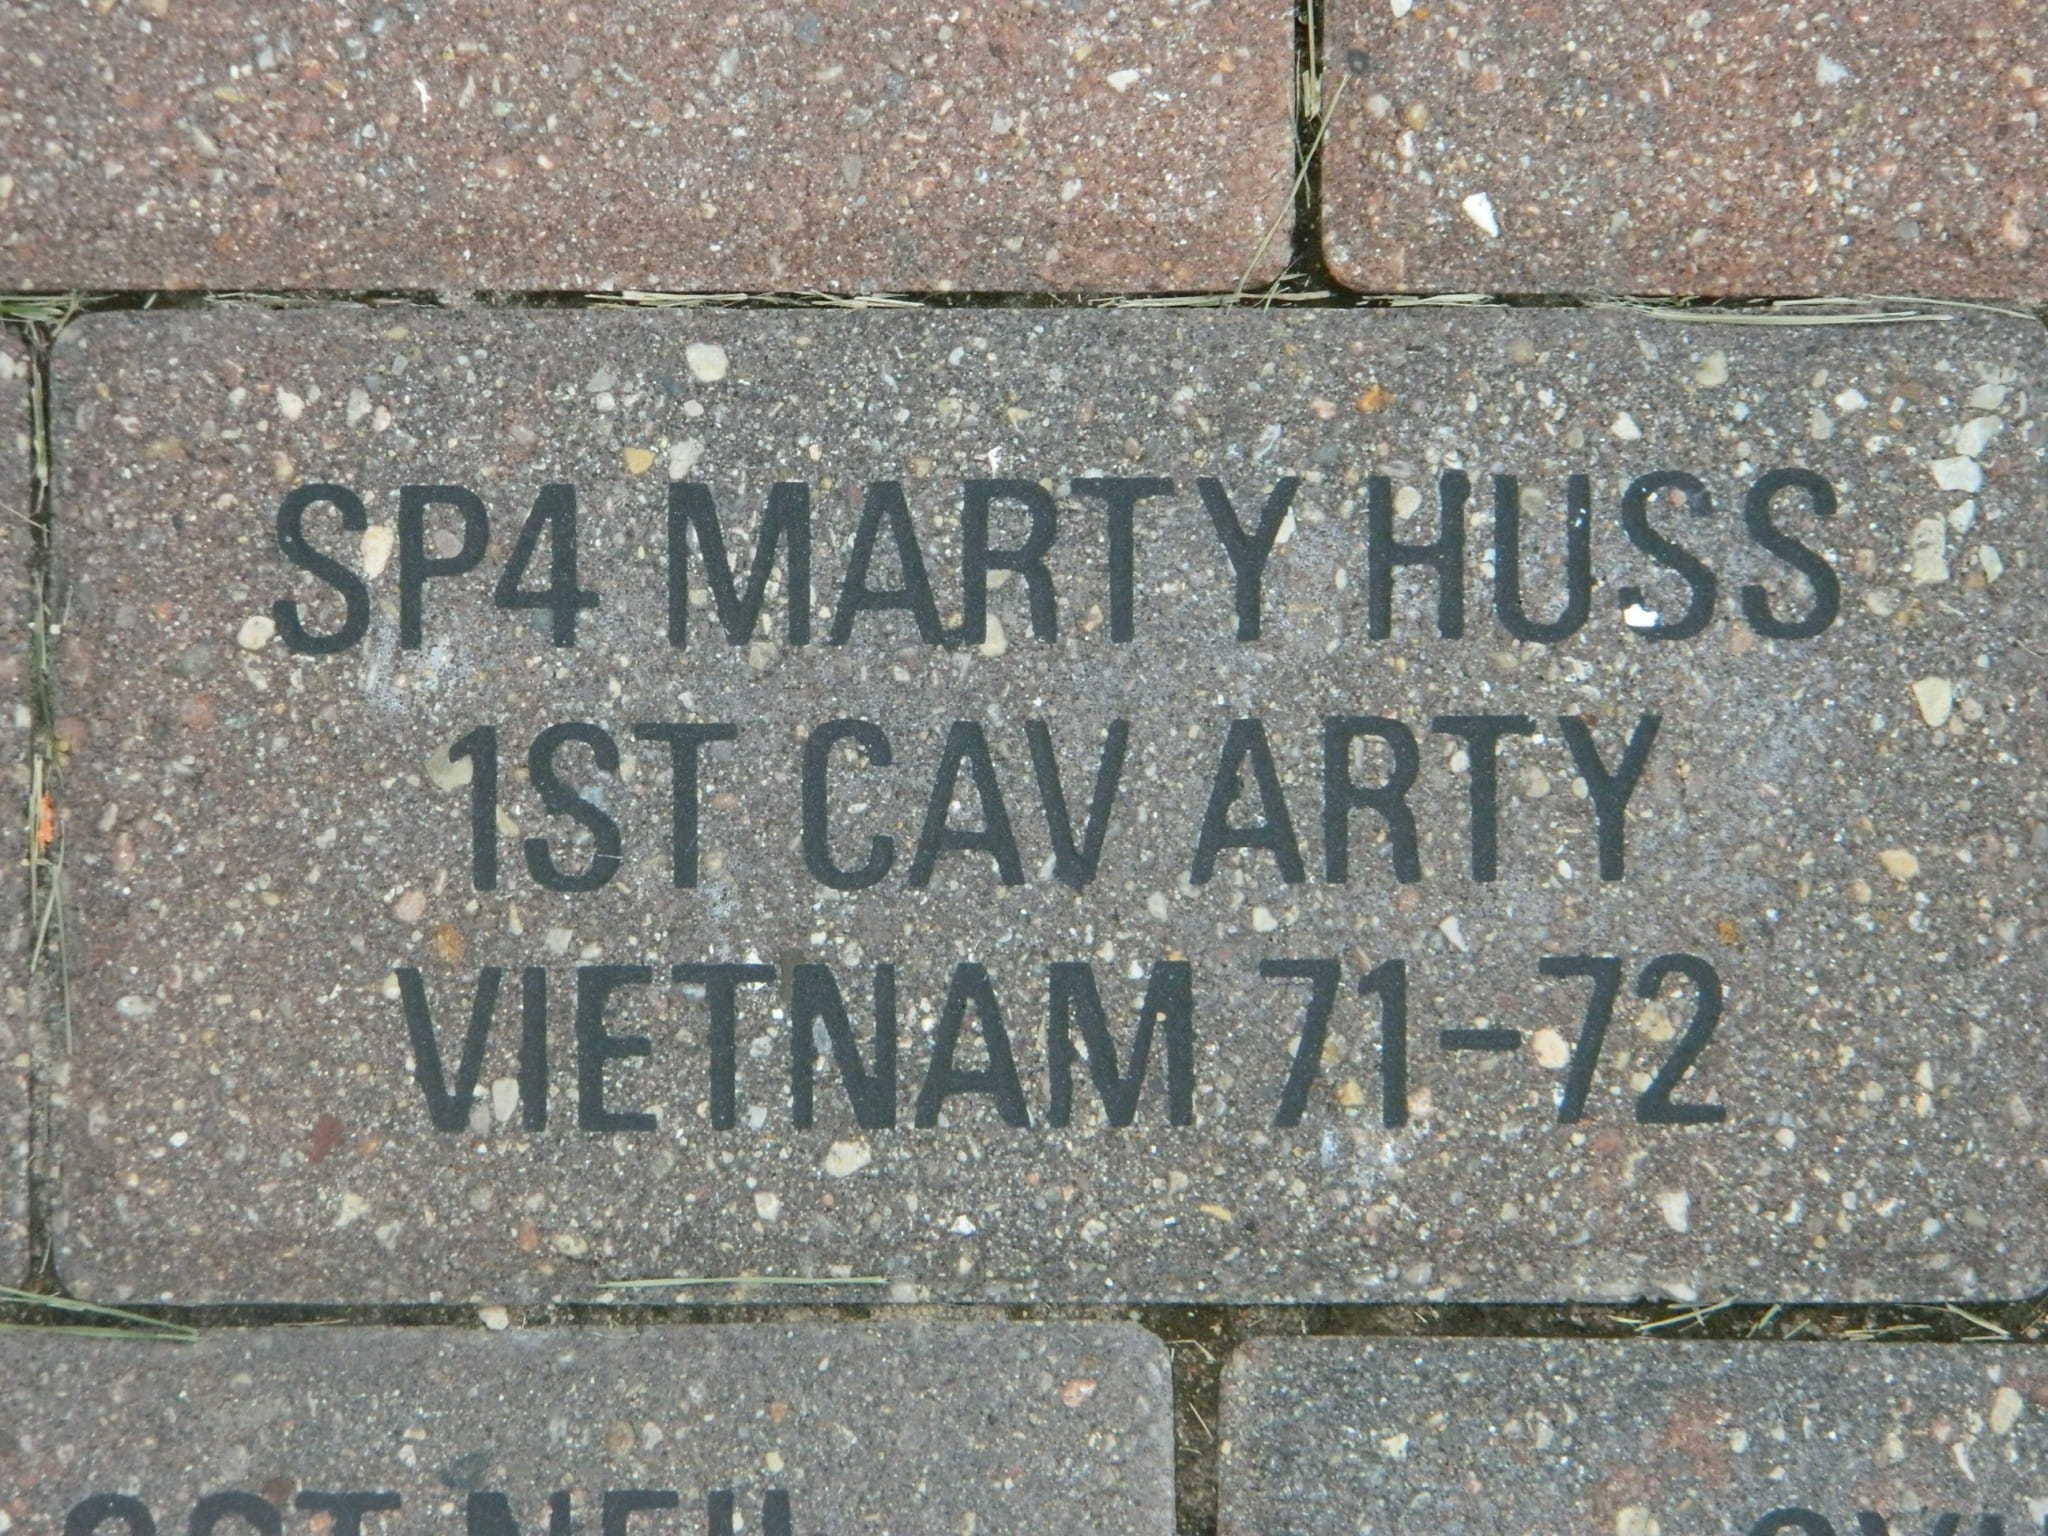 SP4 MARTY HUSS
1ST CAV ARTY
VIETNAM 71-72